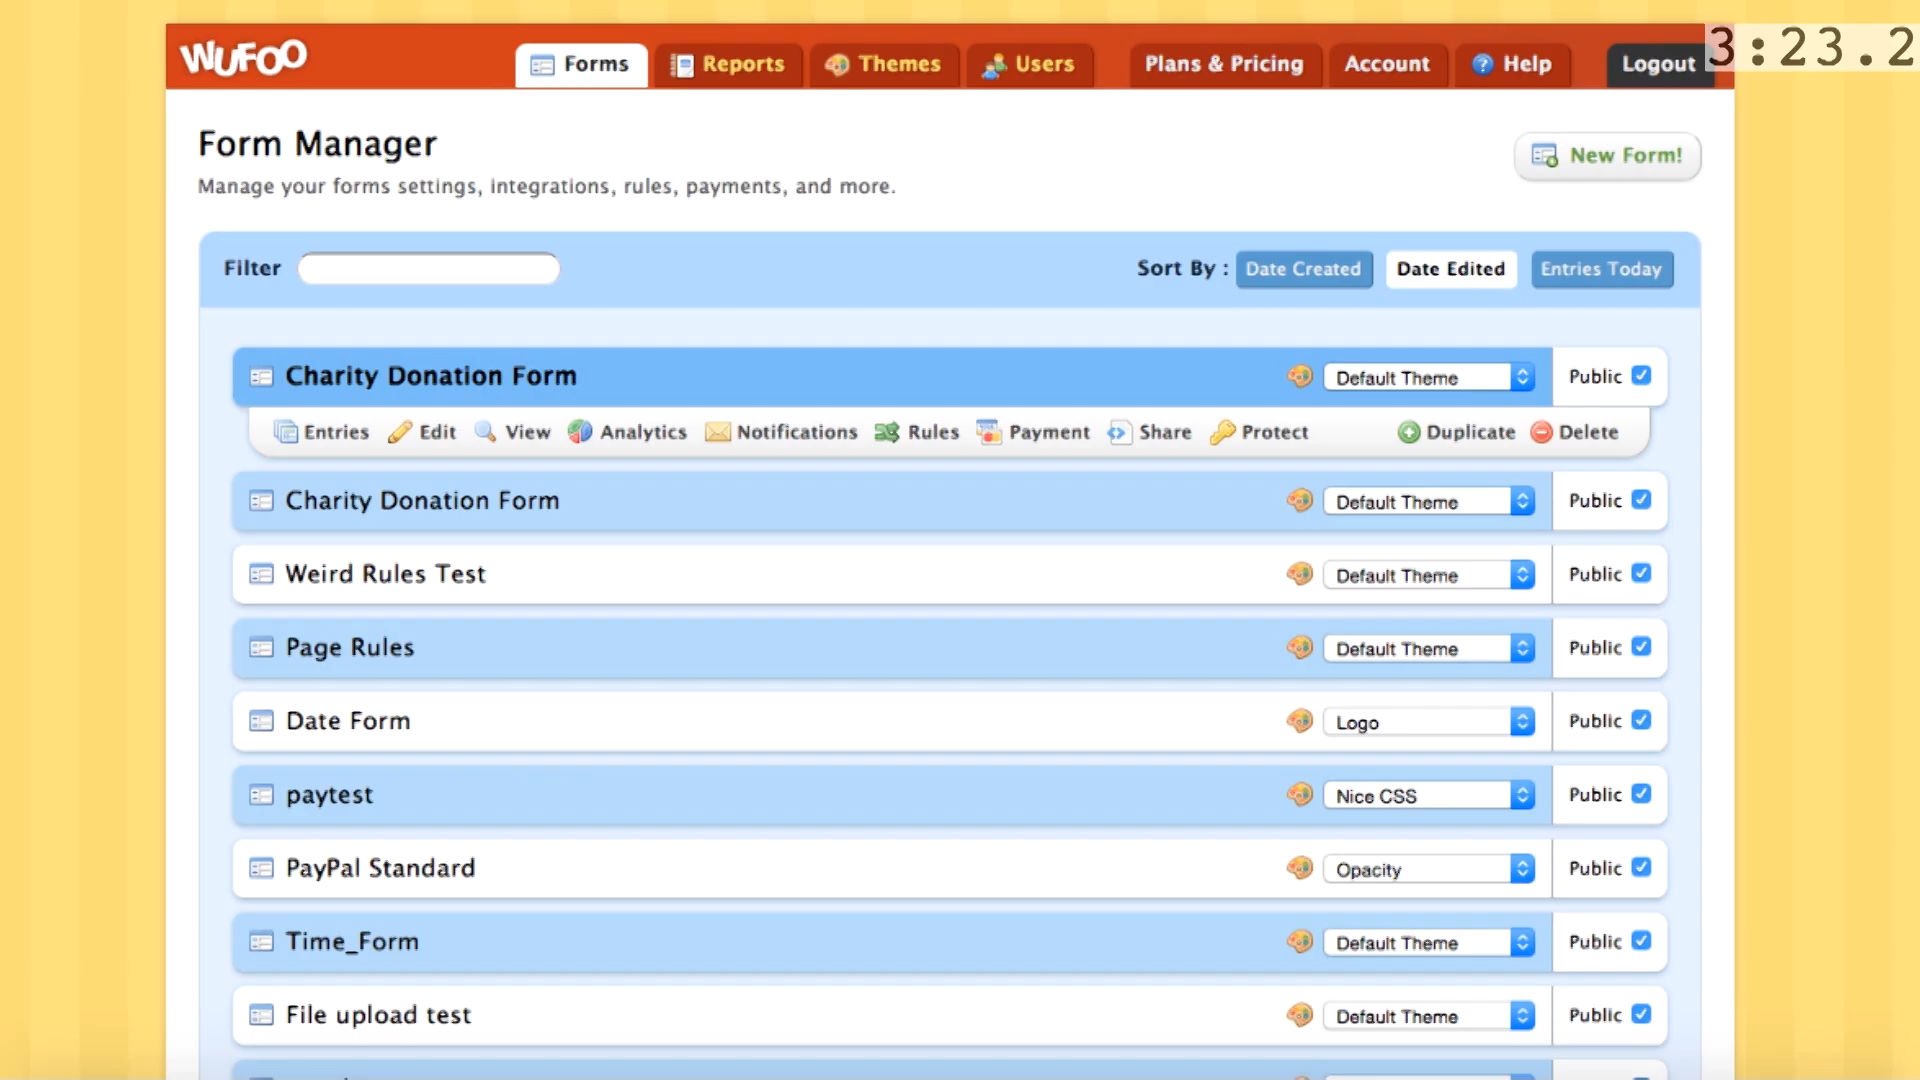 WUFOO Forms Reports Themes Users Plans & Pricing Account Help Logout 3:23.2
Form Manager
New Form!
Manage your forms settings, integrations, rules, payments, and more.
Filter Sort By : Date Created Date Edited Entries Today
Charity Donation Form Default Theme Public
Entries Edit View Analytics Notifications Rules Payment Share Protect Duplicate Delete
Charity Donation Form Default Theme Public
Weird Rules Test Default Theme Public
Page Rules Default Theme Public
Date Form Logo Public
paytest Nice CSS Public
PayPal Standard Opacity Public
Time_Form Default Theme Public
File upload test Default Theme Public